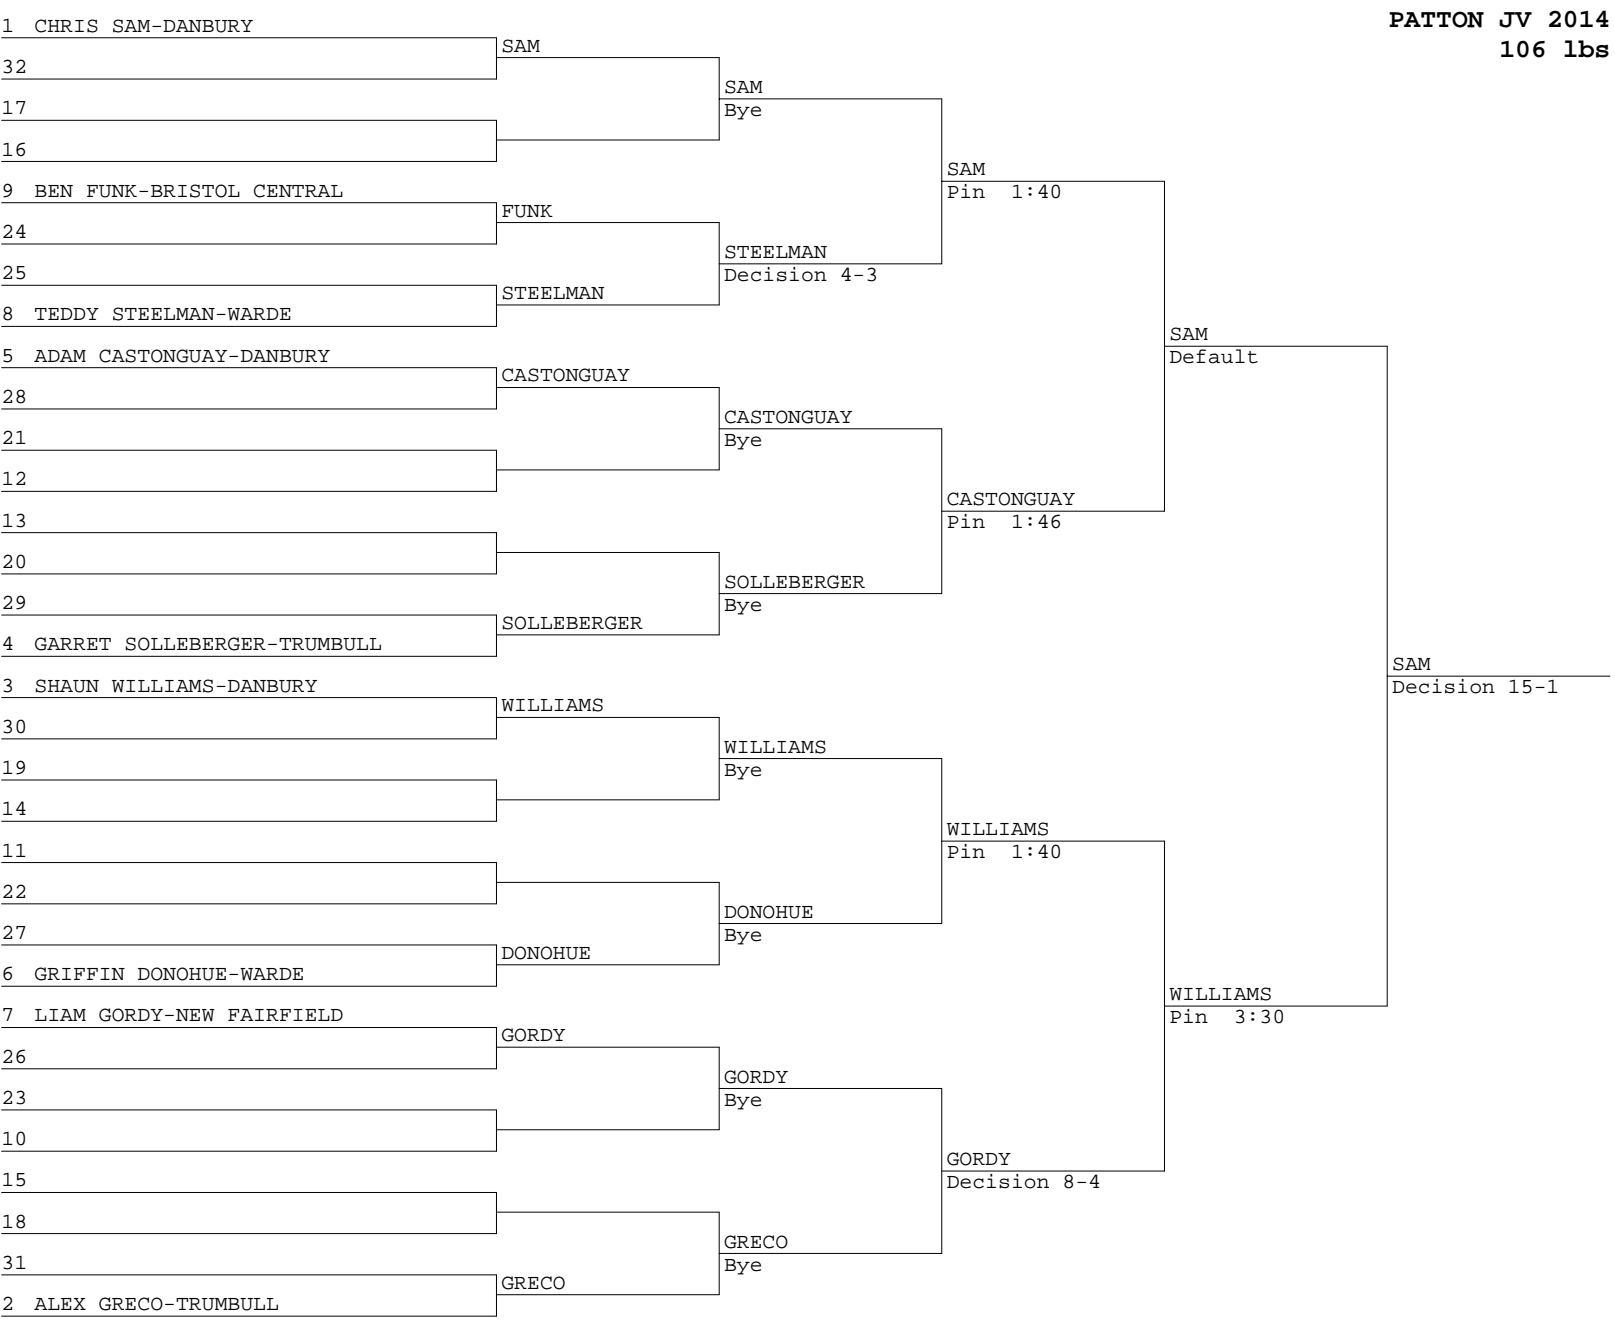 PATTON JV 2014
106 lbs
1 CHRIS SAM-DANBURY
32
17
16
9 BEN FUNK-BRISTOL CENTRAL
24
25
8 TEDDY STEELMAN-WARDE
5 ADAM CASTONGUAY-DANBURY
28
21
12
13
20
29
4 GARRET SOLLEBERGER-TRUMBULL
3 SHAUN WILLIAMS-DANBURY
30
19
14
11
22
27
6 GRIFFIN DONOHUE-WARDE
7 LIAM GORDY-NEW FAIRFIELD
26
23
10
15
18
31
2 ALEX GRECO-TRUMBULL
SAM
FUNK
STEELMAN
CASTONGUAY
SOLLEBERGER
WILLIAMS
DONOHUE
GORDY
GRECO
SAM
Bye
STEELMAN
Decision 4-3
CASTONGUAY
Bye
SOLLEBERGER
Bye
WILLIAMS
Bye
DONOHUE
Bye
GORDY
Bye
GRECO
Bye
SAM
Pin 1:40
CASTONGUAY
Pin 1:46
WILLIAMS
Pin 1:40
GORDY
Decision 8-4
SAM
Default
WILLIAMS
Pin 3:30
SAM
Decision 15-1